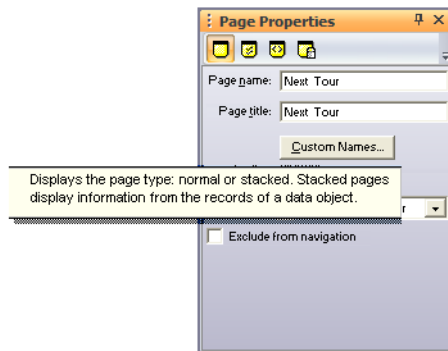 Page Properties
Page name: Next Tour
Page title: Next Tour
Custom Names...
Displays the page type: normal or stacked. Stacked pages
display information from the records of a data object.
r
Exclude from navigation